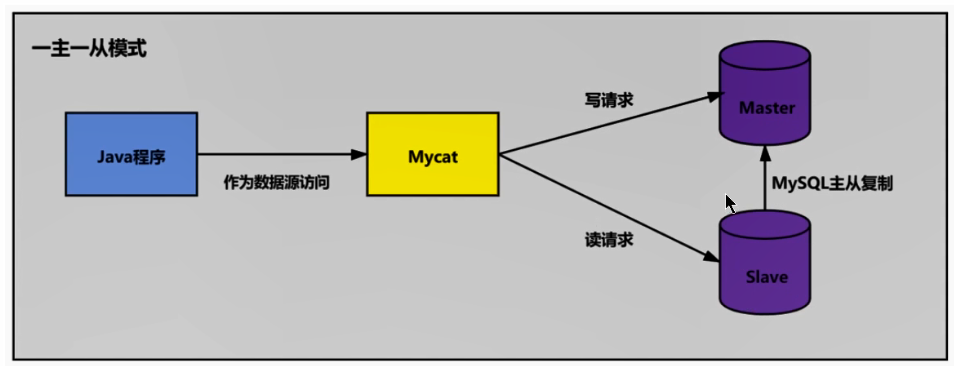 一主一从模式
Java程序
作为数据源访问
Mycat
写请求
读请求
Master
MySQL主从复制
Slave